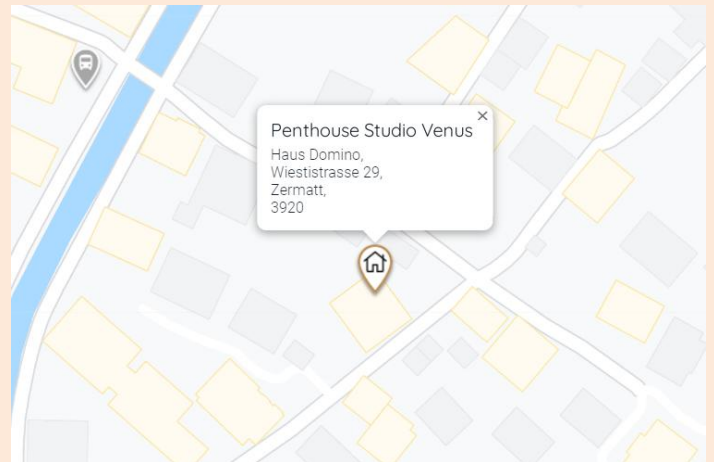 Penthouse Studio Venus
Haus Domino,
Wiestistrasse 29,
Zermatt,
3920